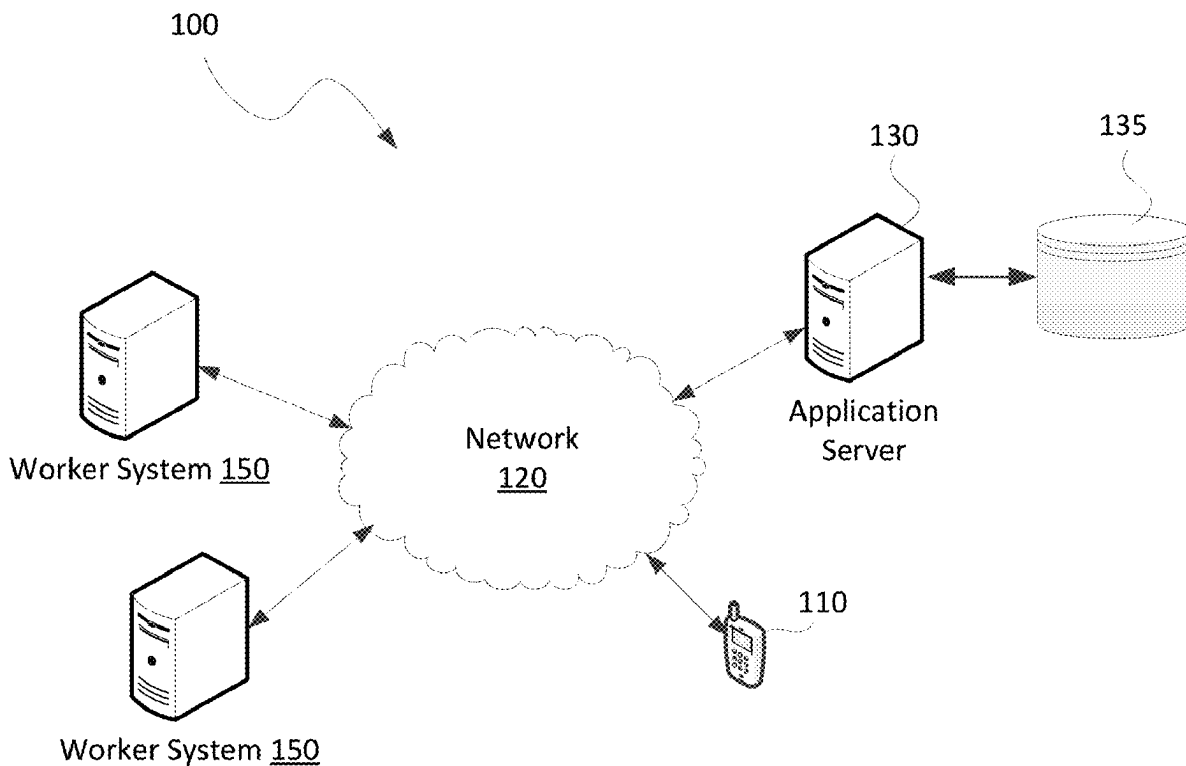 100
130
135
Application
Server
Network
120
Worker System 150
110
Worker System 150